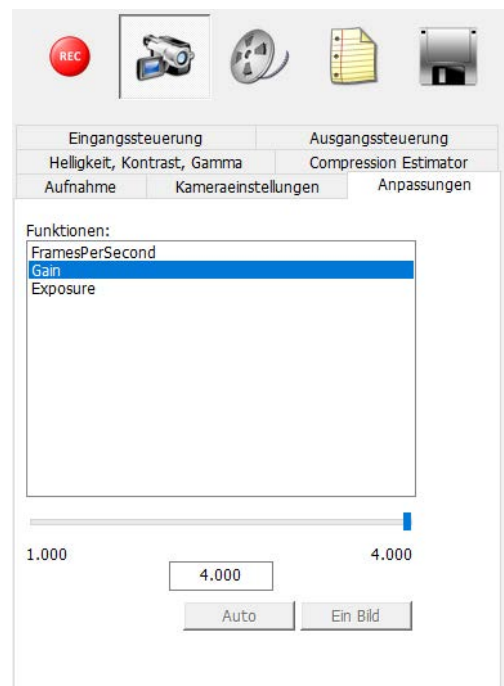 REC
Eingangssteuerung Ausgangssteuerung
Helligkeit, Kontrast, Gamma Compression Estimator
Aufnahme Kameraeinstellungen Anpassungen
Funktionen:
FramesPerSecond
Gain
Exposure
1.000 4.000
4.000
Auto Ein Bild